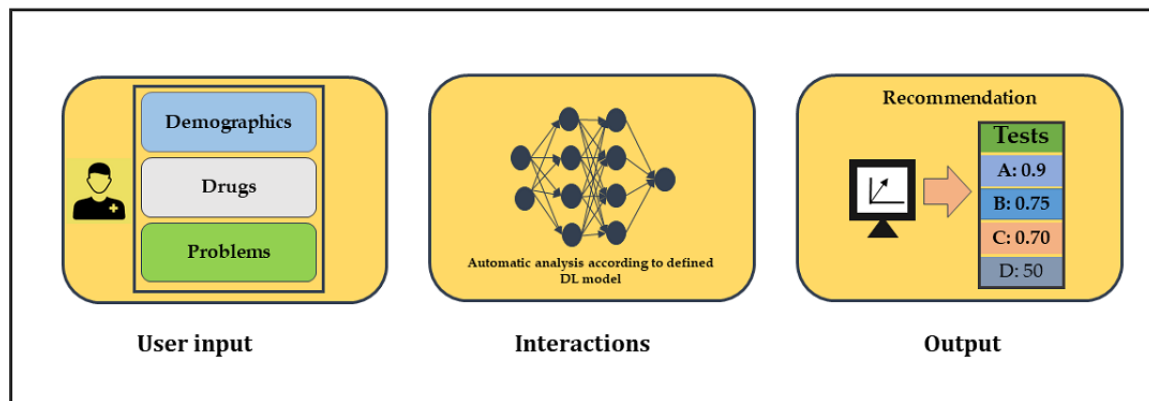 Demographics
Drugs
Problems
User input
Automatic analysis according to defined
DL model
Interactions
Recommendation
Tests
A: 0.9
B: 0.75
C: 0.70
D: 50
Output